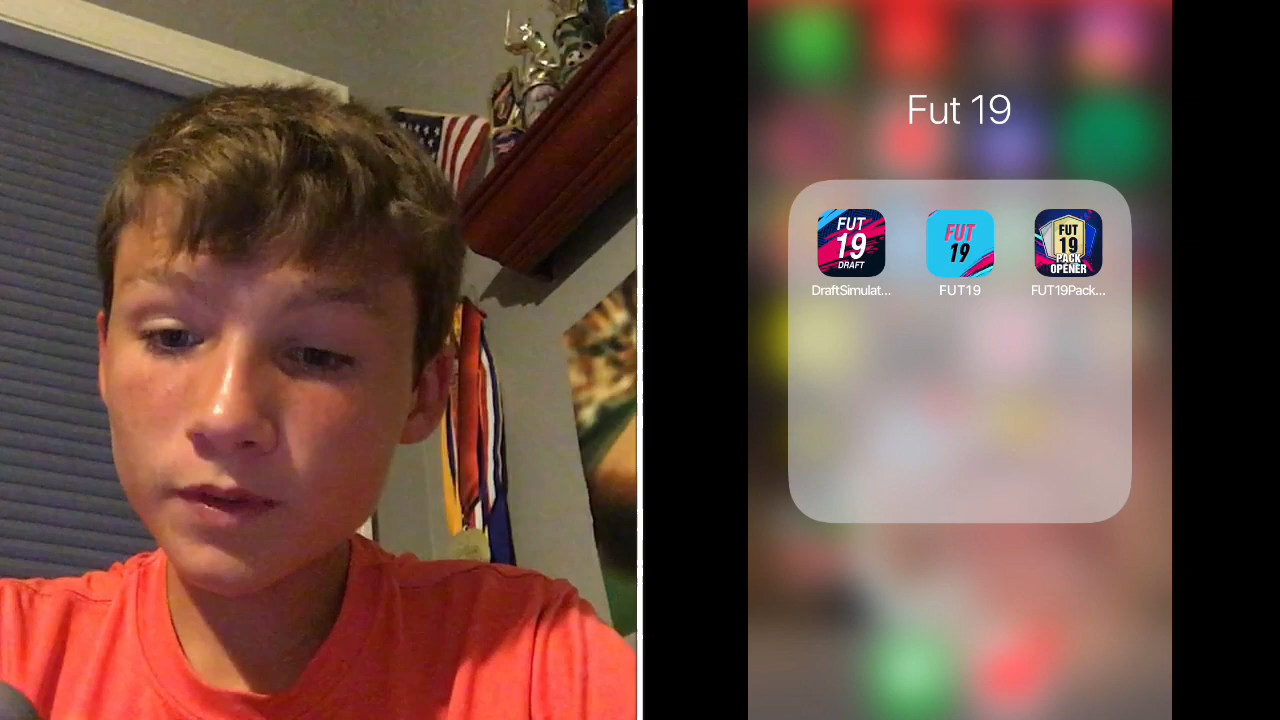 Fut 19
FUT
19
DRAFT
FUT
19
FUT
19
PACK
OPENER
DraftSimulat...
FUT19
FUT19Pack...